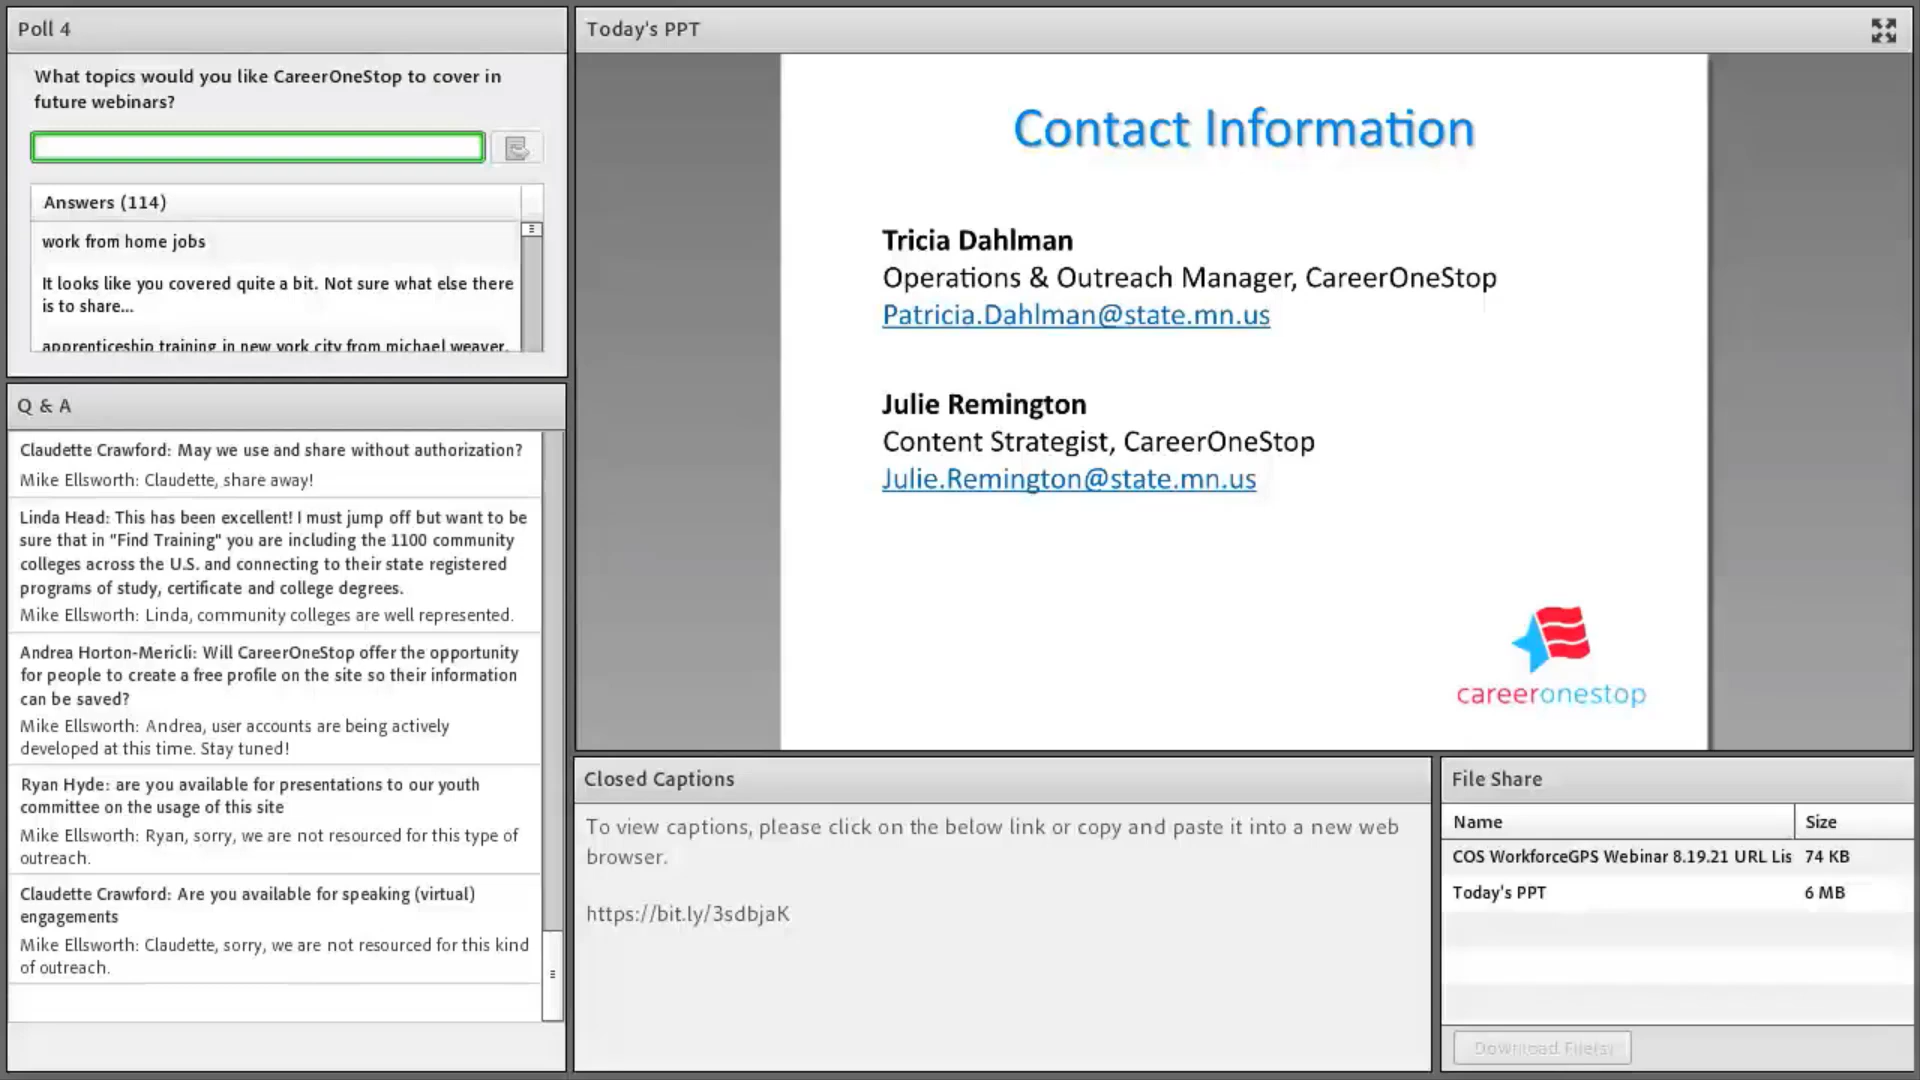 Poll 4
What topics would you like CareerOneStop to cover in
future webinars?
Answers (114)
work from home jobs
It looks like you covered quite a bit. Not sure what else there
is to share...
apprenticeship training in new york city from michael weaver.
Q & A
Claudette Crawford: May we use and share without authorization?
Mike Ellsworth: Claudette, share away!
Linda Head: This has been excellent! I must jump off but want to be
sure that in "Find Training" you are including the 1100 community
colleges across the U.S. and connecting to their state registered
programs of study, certificate and college degrees.
Mike Ellsworth: Linda, community colleges are well represented.
Andrea Horton-Mericli: Will CareerOneStop offer the opportunity
for people to create a free profile on the site so their information
can be saved?
Mike Ellsworth: Andrea, user accounts are being actively
developed at this time. Stay tuned!
Ryan Hyde: are you available for presentations to our youth
committee on the usage of this site
Mike Ellsworth: Ryan, sorry, we are not resourced for this type of
outreach.
Claudette Crawford: Are you available for speaking (virtual)
engagements
Mike Ellsworth: Claudette, sorry, we are not resourced for this kind
of outreach.
Today's PPT
Contact Information
Tricia Dahlman
Operations & Outreach Manager, CareerOneStop
Patricia.Dahlman@state.mn.us
Julie Remington
Content Strategist, CareerOneStop
Julie.Remington@state.mn.us
careeronestop
Closed Captions
To view captions, please click on the below link or copy and paste it into a new web
browser.
https://bit.ly/3sdbjaK
File Share
Name Size
COS WorkforceGPS Webinar 8.19.21 URL Lis 74 KB
Today's PPT 6 MB
Download File(s)